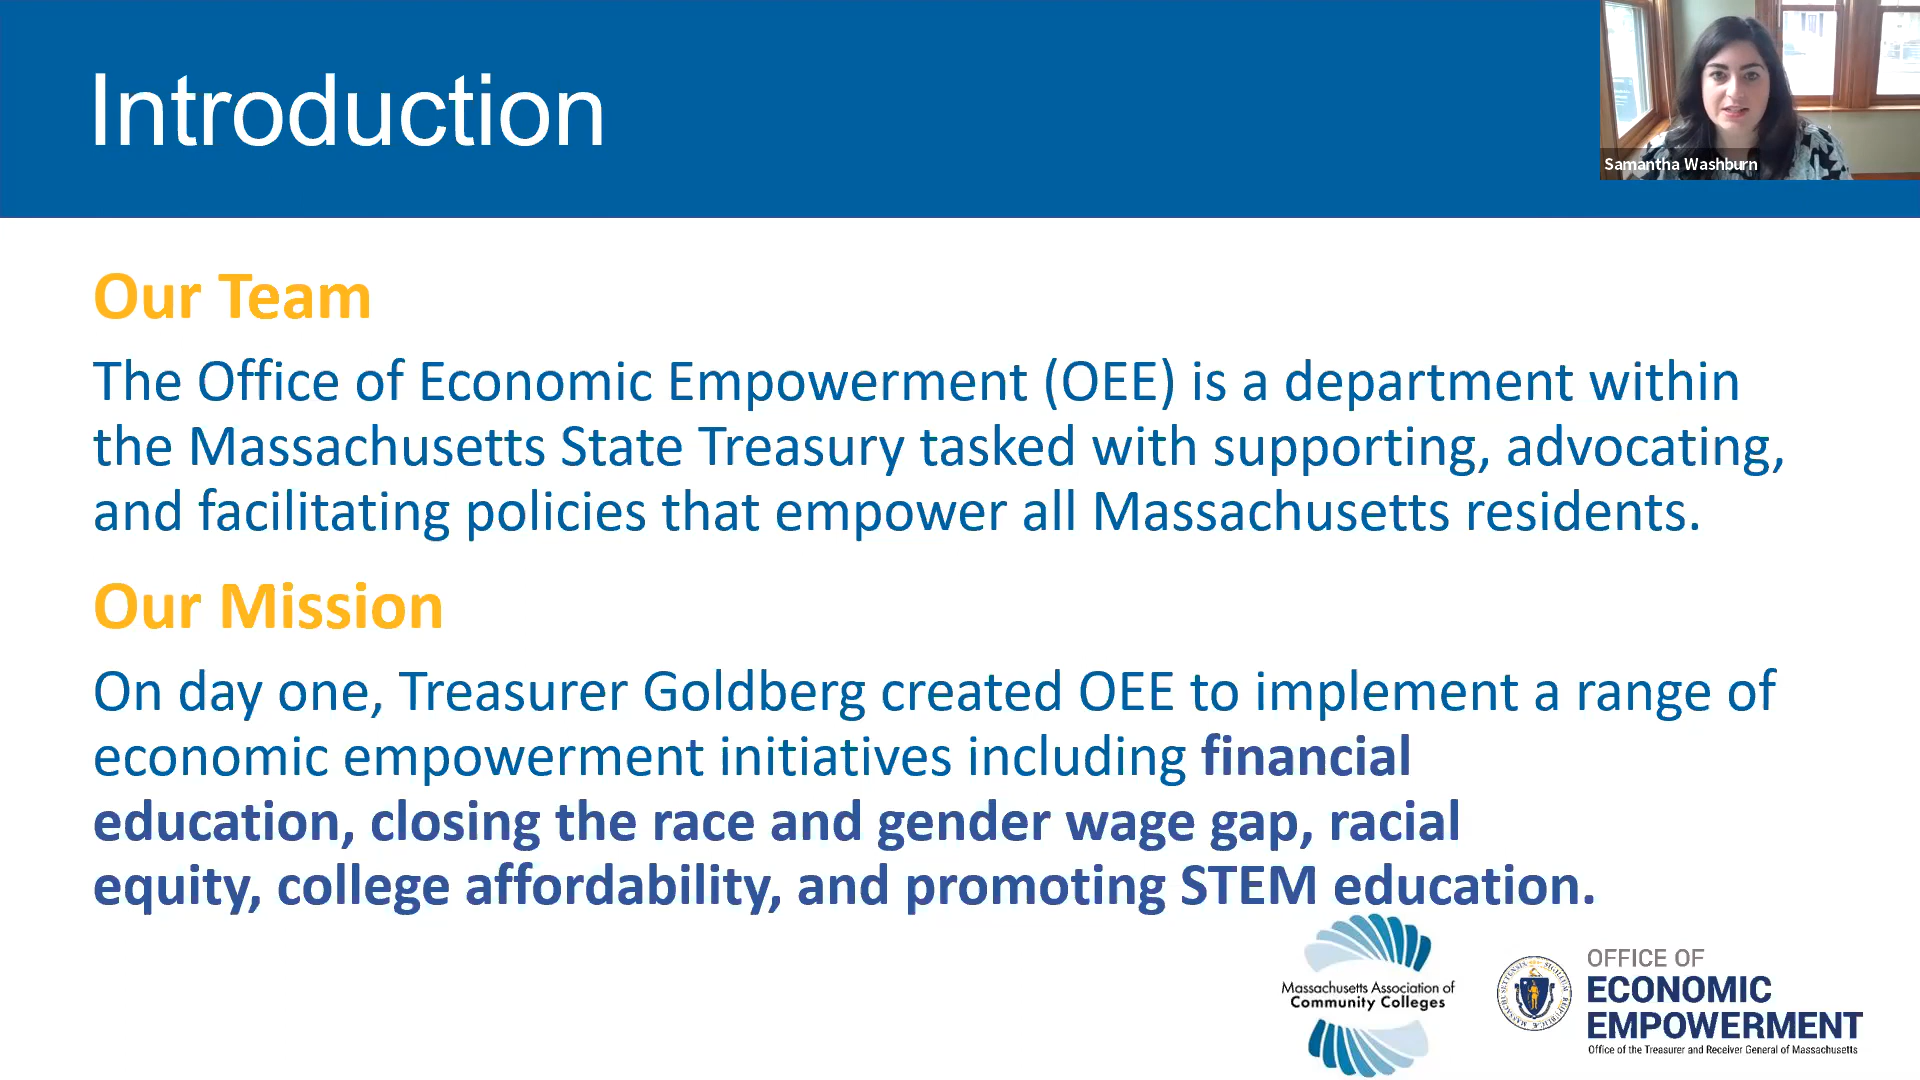 Introduction
Samantha Washburn
Our Team
The Office of Economic Empowerment (OEE) is a department within
the Massachusetts State Treasury tasked with supporting, advocating,
and facilitating policies that empower all Massachusetts residents.
Our Mission
On day one, Treasurer Goldberg created OEE to implement a range of
economic empowerment initiatives including financial
education, closing the race and gender wage gap, racial
equity, college affordability, and promoting STEM education.
Massachusetts Association of
Community Colleges
OFFICE OF
ECONOMIC
EMPOWERMENT
Office of the Treasurer and Receiver General of Massachusetts